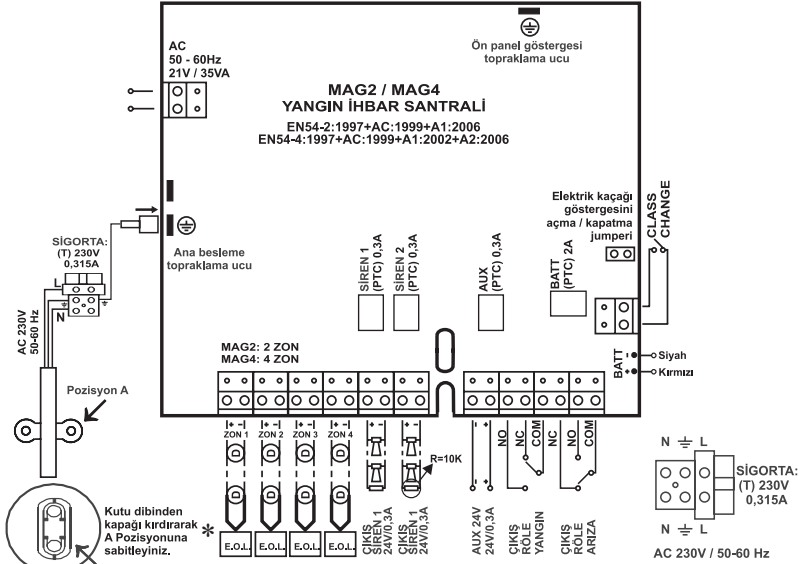 Ön panel göstergesi
topraklama ucu
AC
50 - 60Hz
21V / 35VA
MAG2 / MAG4
YANGIN İHBAR SANTRALİ
EN54-2:1997+AC:1999+A1:2006
EN54-4:1997+AC:1999+A1:2002+A2:2006
Elektrik kaçağı
göstergesini
açma / kapatma
jumperi
CLASS
CHANGE
SİGORTA:
(T) 230V
0,315A
L
N
AC 230V
50-60 Hz
Ana besleme
topraklama ucu
SİREN 1
(PTC) 0,3A
SİREN 2
(PTC) 0,3A
AUX
(PTC) 0,3A
BATT
(PTC) 2A
MAG2: 2 ZON
MAG4: 4 ZON
BATT
- Siyah
+ Kırmızı
Pozisyon A
+ - + - + - + - + - + - - +
ZON 1 ZON 2 ZON 3 ZON 4
NO NC COM NC NO COM
R=10K
- +
Kutu dibinden
kapağı kırdırarak
A Pozisyonuna
sabitleyiniz.
*
E.O.L. E.O.L. E.O.L. E.O.L.
ÇIKIŞ
SİREN 1
24V/0,3A
ÇIKIŞ
SİREN 1
24V/0,3A
AUX 24V
24V/0,3A
ÇIKIŞ
RÖLE
YANGIN
ÇIKIŞ
RÖLE
ARIZA
N L
SİGORTA:
(T) 230V
0,315A
N L
AC 230V / 50-60 Hz